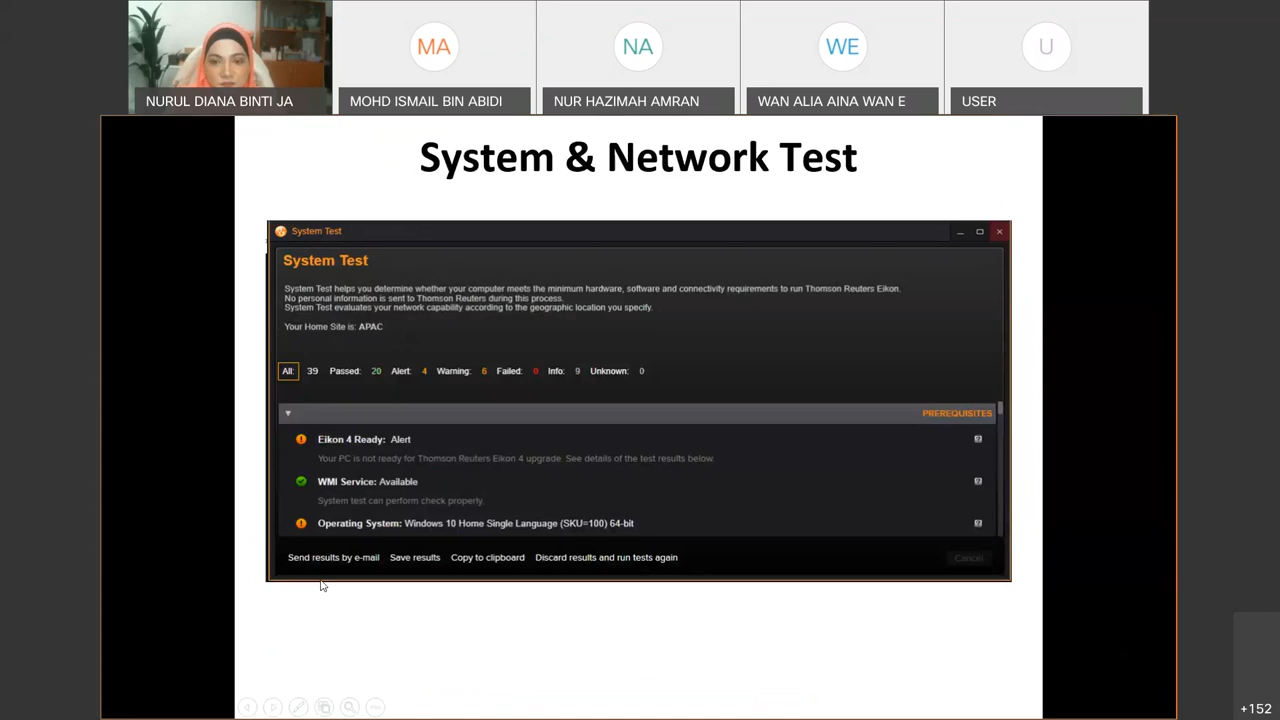 MA
NA
WE
U
NURUL DIANA BINTI JA
MOHD ISMAIL BIN ABIDI
NUR HAZIMAH AMRAN
WAN ALIA AINA WAN E
USER
System & Network Test
System Test
System Test
System Test helps you determine whether your computer meets the minimum hardware, software and connectivity requirements to run Thomson Reuters Eikon.
No personal information is sent to Thomson Reuters during this process.
System Test evaluates your network capability according to the geographic location you specify.
Your Home Site is: APAC
All: 39 Passed: 20 Alert: 4 Warning: 6 Failed: 0 Info: 9 Unknown: 0
PREREQUISITES
Eikon 4 Ready: Alert
Your PC is not ready for Thomson Reuters Eikon 4 upgrade. See details of the test results below.
WMI Service: Available
System test can perform check properly.
Operating System: Windows 10 Home Single Language (SKU=100) 64-bit
Send results by e-mail Save results Copy to clipboard Discard results and run tests again Cancel
+152